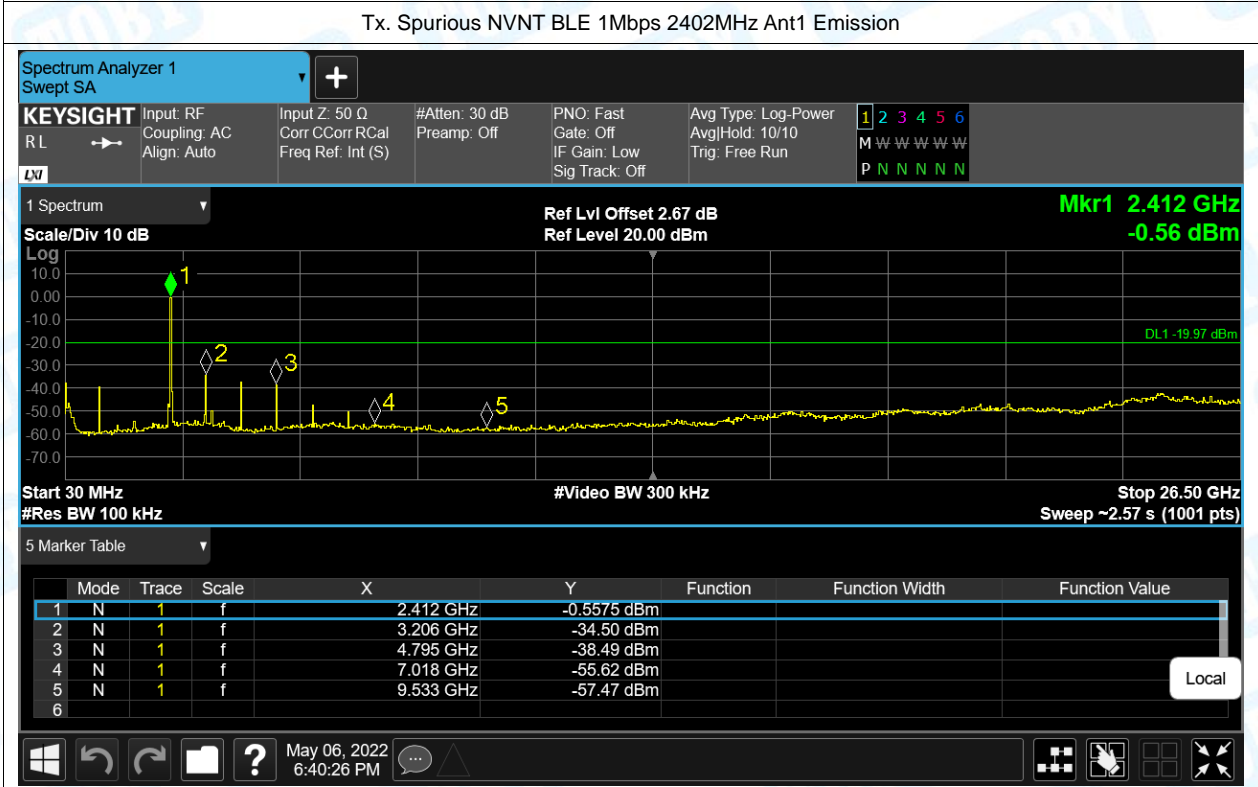 Tx. Spurious NVNT BLE 1Mbps 2402MHz Ant1 Emission
Spectrum Analyzer 1
Swept SA
KEYSIGHT Input: RF Input Z: 50 Ω #Atten: 30 dB PNO: Fast Avg Type: Log-Power 1 2 3 4 5 6
R L Coupling: AC Corr CCorr RCal Preamp: Off Gate: Off Avg|Hold: 10/10 M W W W W W
Align: Auto Freq Ref: Int (S) IF Gain: Low Trig: Free Run
LXI Sig Track: Off P N N N N N
1 Spectrum Ref Lvl Offset 2.67 dB Mkr1 2.412 GHz
Scale/Div 10 dB Ref Level 20.00 dBm -0.56 dBm
Log
10.0
0.00
-10.0
-20.0
-30.0
-40.0
-50.0
-60.0
-70.0
1
2
3
4
5
DL1 -19.97 dBm
Start 30 MHz #Video BW 300 kHz Stop 26.50 GHz
#Res BW 100 kHz Sweep ~2.57 s (1001 pts)
5 Marker Table
Mode Trace Scale X Y Function Function Width Function Value
1 N 1 f 2.412 GHz -0.5575 dBm
2 N 1 f 3.206 GHz -34.50 dBm
3 N 1 f 4.795 GHz -38.49 dBm
4 N 1 f 7.018 GHz -55.62 dBm
5 N 1 f 9.533 GHz -57.47 dBm
6
Local
? May 06, 2022
6:40:26 PM